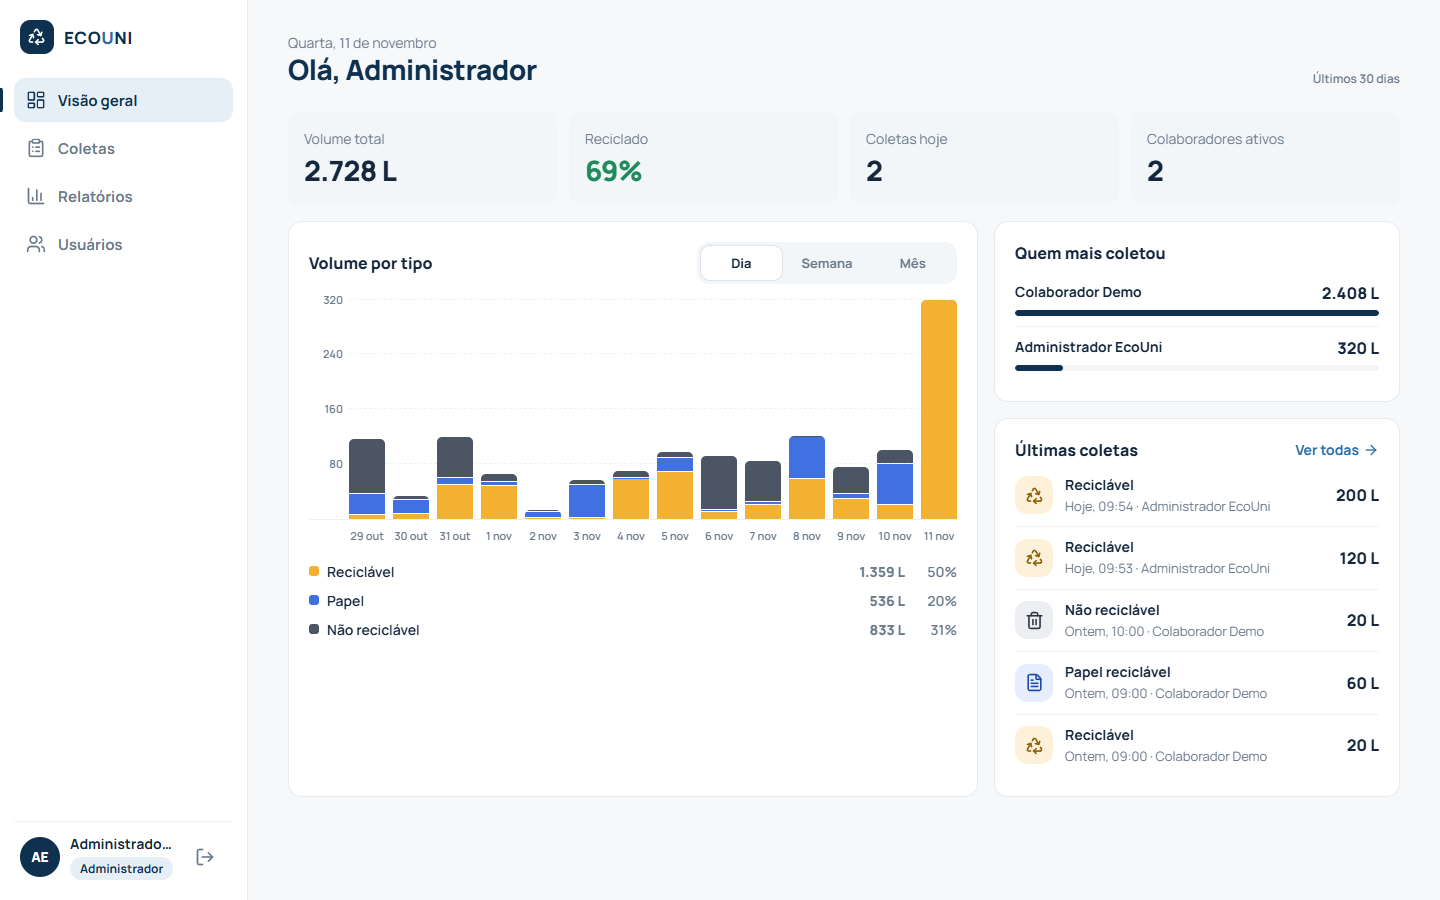 ECOUNI
Visão geral
Coletas
Relatórios
Usuários
Administrado...
AE
Administrador
Quarta, 11 de novembro
Olá, Administrador
Últimos 30 dias
Volume total
2.728 L
Reciclado
69%
Coletas hoje
2
Colaboradores ativos
2
Volume por tipo
Dia Semana Mês
320
240
160
80
29 out 30 out 31 out 1 nov 2 nov 3 nov 4 nov 5 nov 6 nov 7 nov 8 nov 9 nov 10 nov 11 nov
Reciclável 1.359 L 50%
Papel 536 L 20%
Não reciclável 833 L 31%
Quem mais coletou
Colaborador Demo 2.408 L
Administrador EcoUni 320 L
Últimas coletas Ver todas →
Reciclável
Hoje, 09:54 · Administrador EcoUni
200 L
Reciclável
Hoje, 09:53 · Administrador EcoUni
120 L
Não reciclável
Ontem, 10:00 · Colaborador Demo
20 L
Papel reciclável
Ontem, 09:00 · Colaborador Demo
60 L
Reciclável
Ontem, 09:00 · Colaborador Demo
20 L